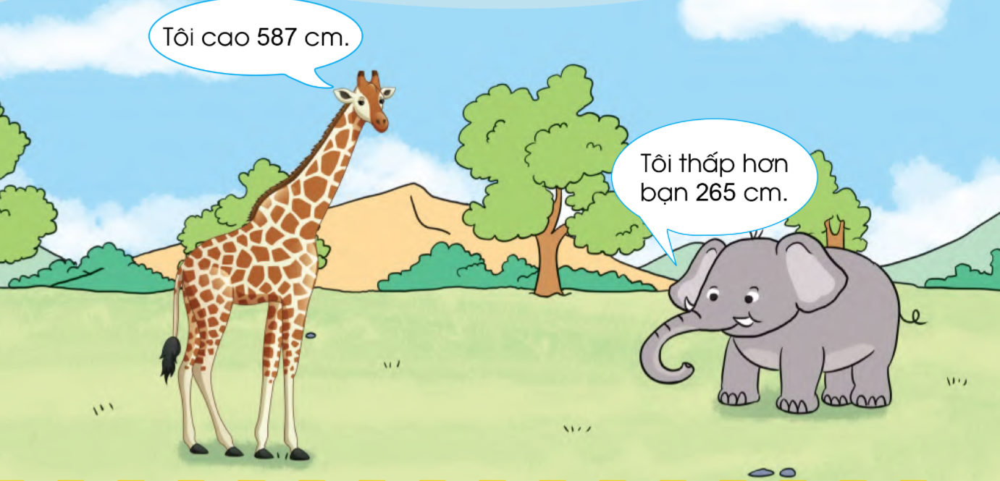 Tôi cao 587 cm.
Tôi thấp hơn
bạn 265 cm.